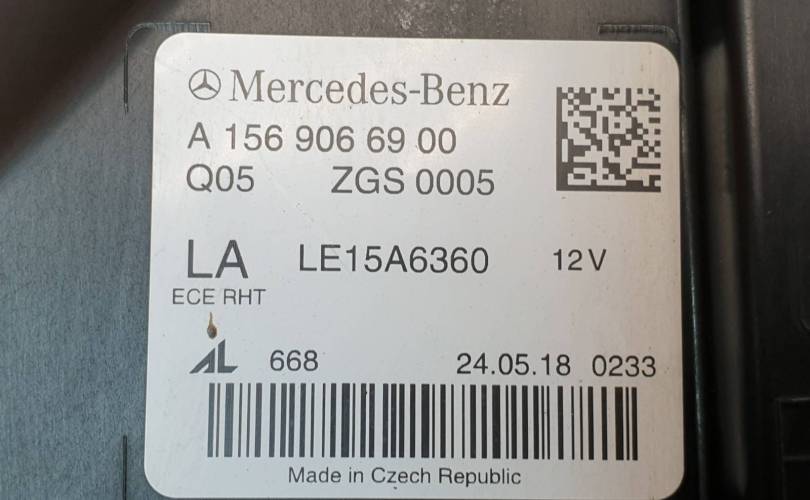 Mercedes-Benz
A 156 906 69 00
Q05 ZGS 0005
LA LE15A6360 12V
ECE RHT
AL 668 24.05.18 0233
Made in Czech Republic